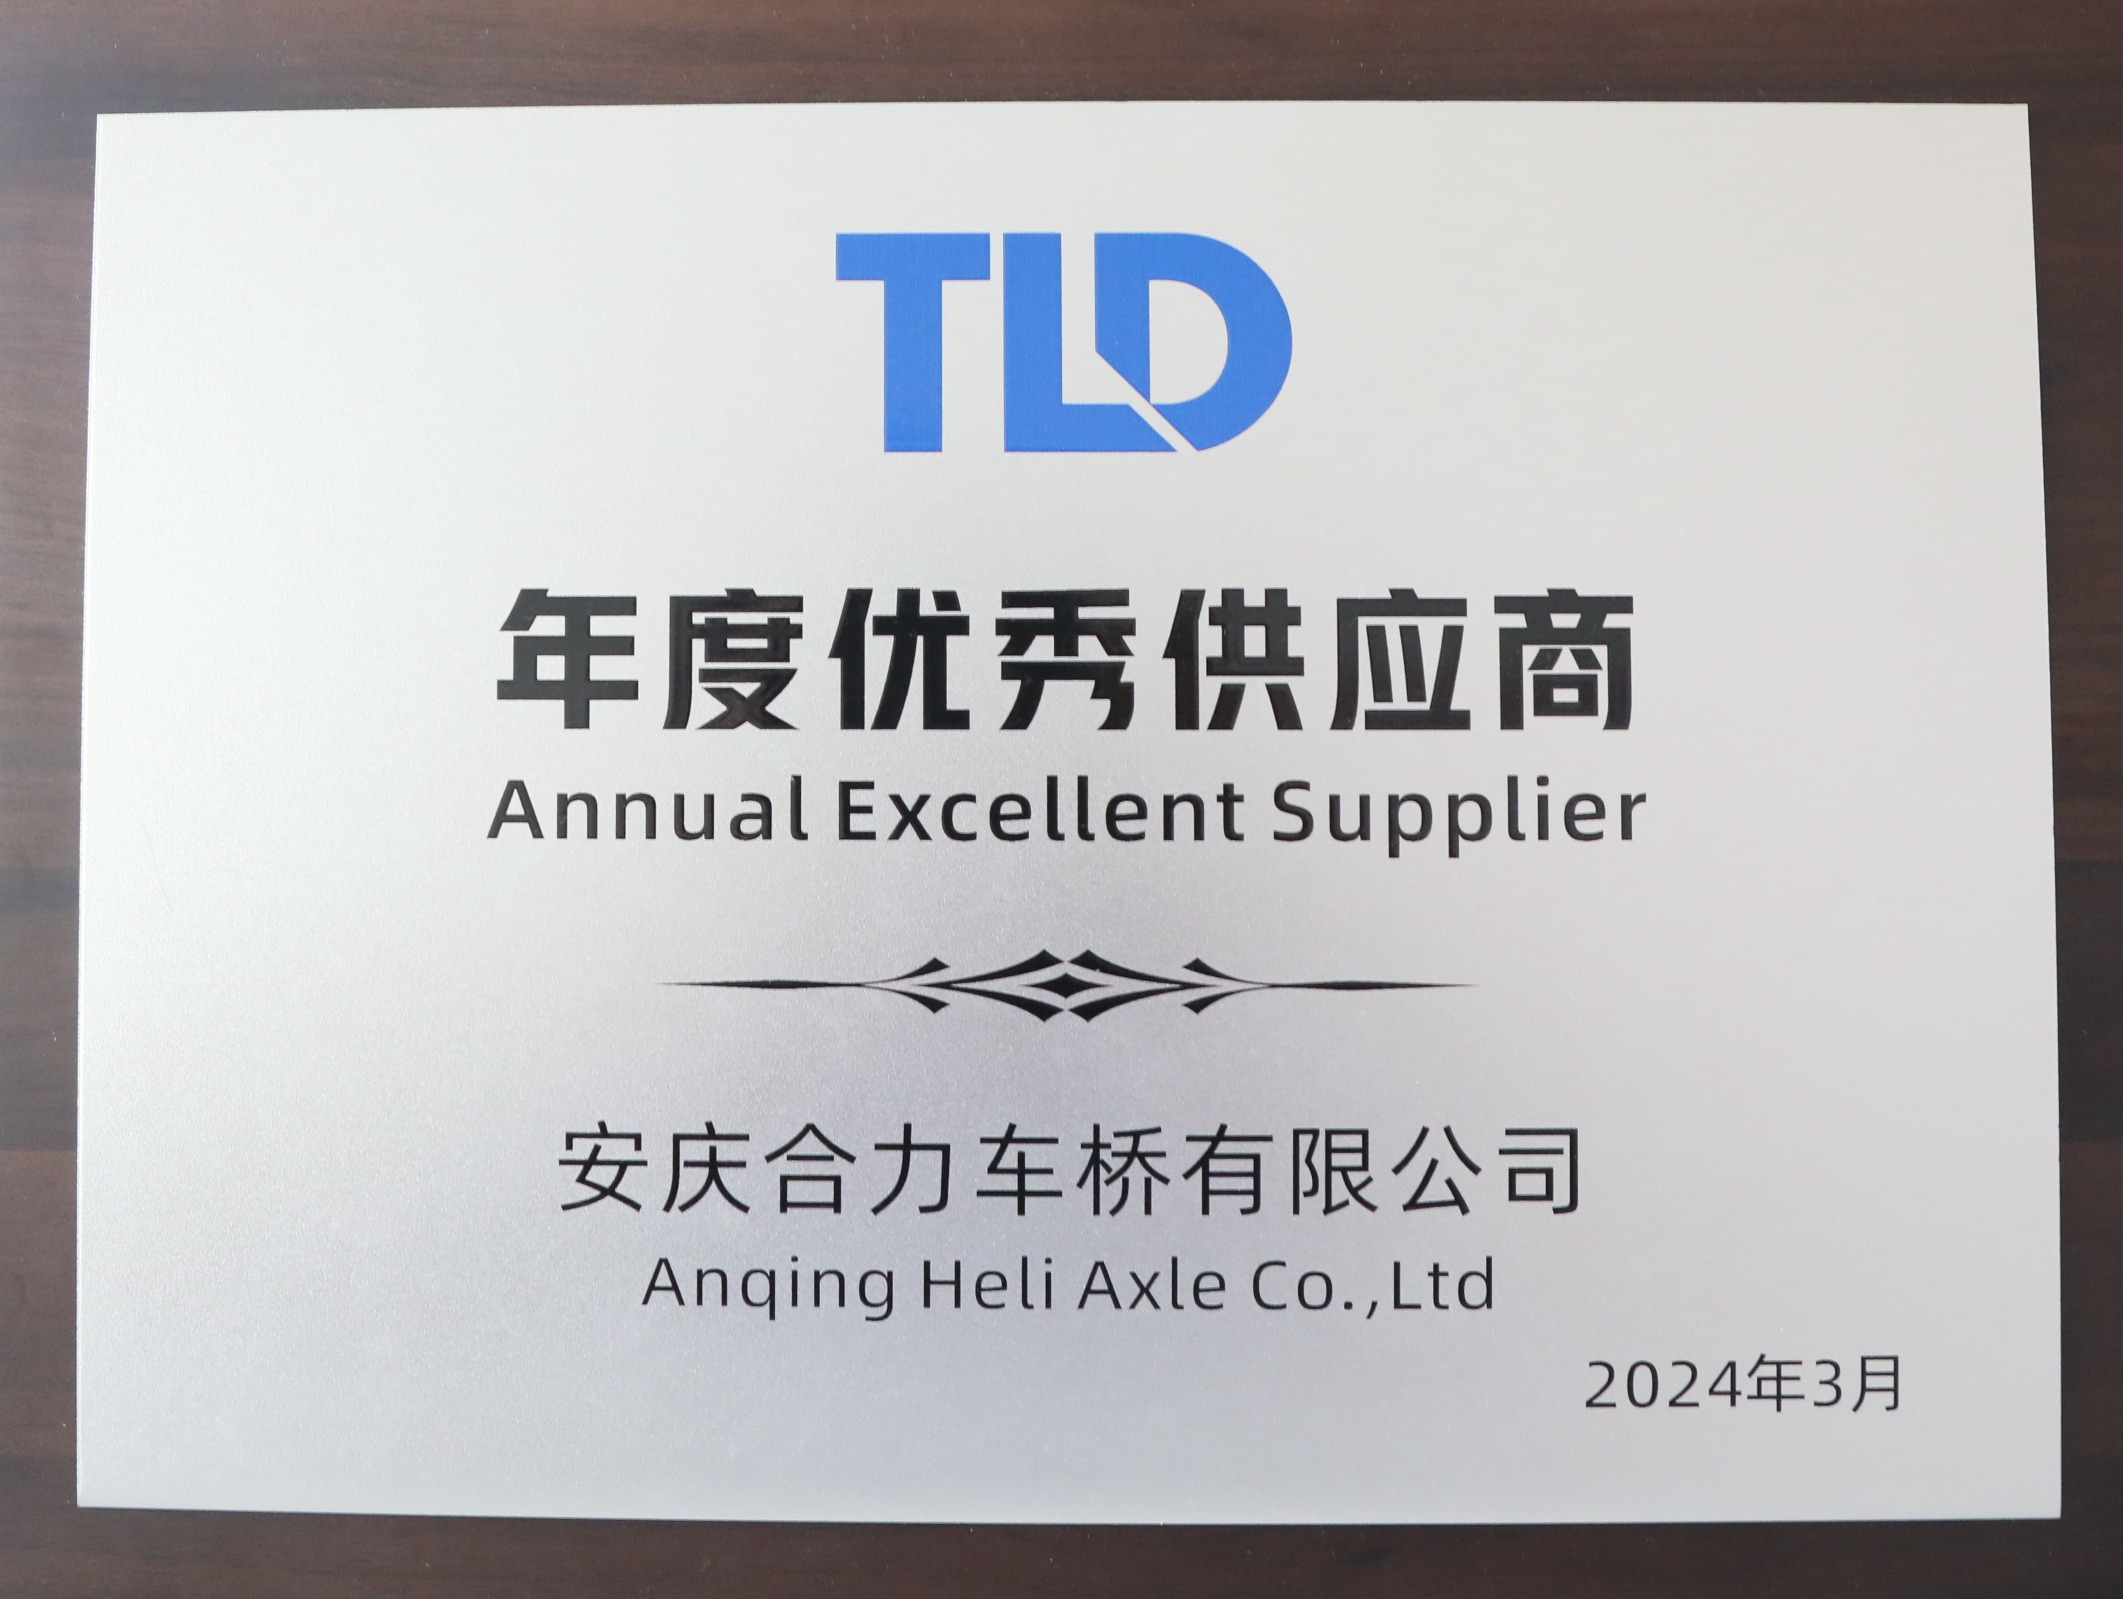 TLD
年度优秀供应商
Annual Excellent Supplier
安庆合力车桥有限公司
Anqing Heli Axle Co.,Ltd
2024年3月